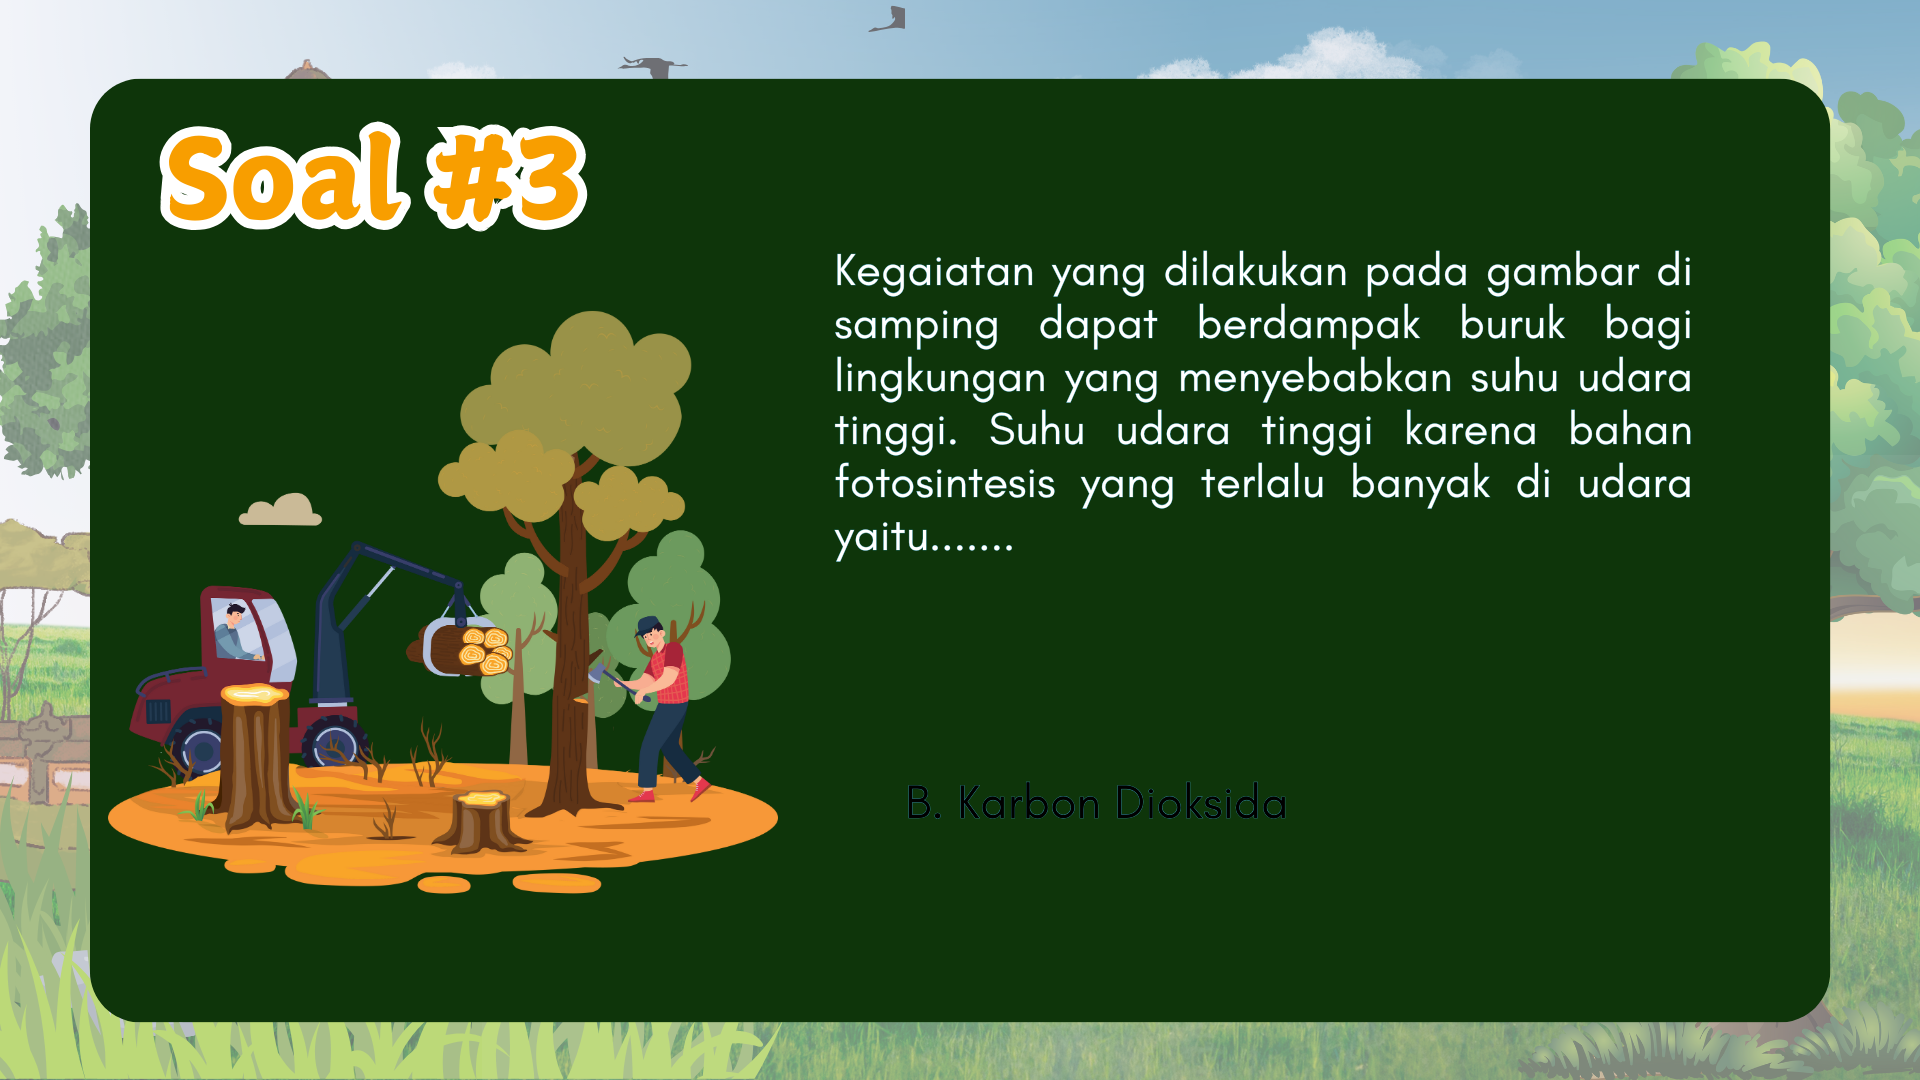 Soal #3
Kegaiatan yang dilakukan pada gambar di
samping dapat berdampak buruk bagi
lingkungan yang menyebabkan suhu udara
tinggi. Suhu udara tinggi karena bahan
fotosintesis yang terlalu banyak di udara
yaitu.......
B. Karbon Dioksida